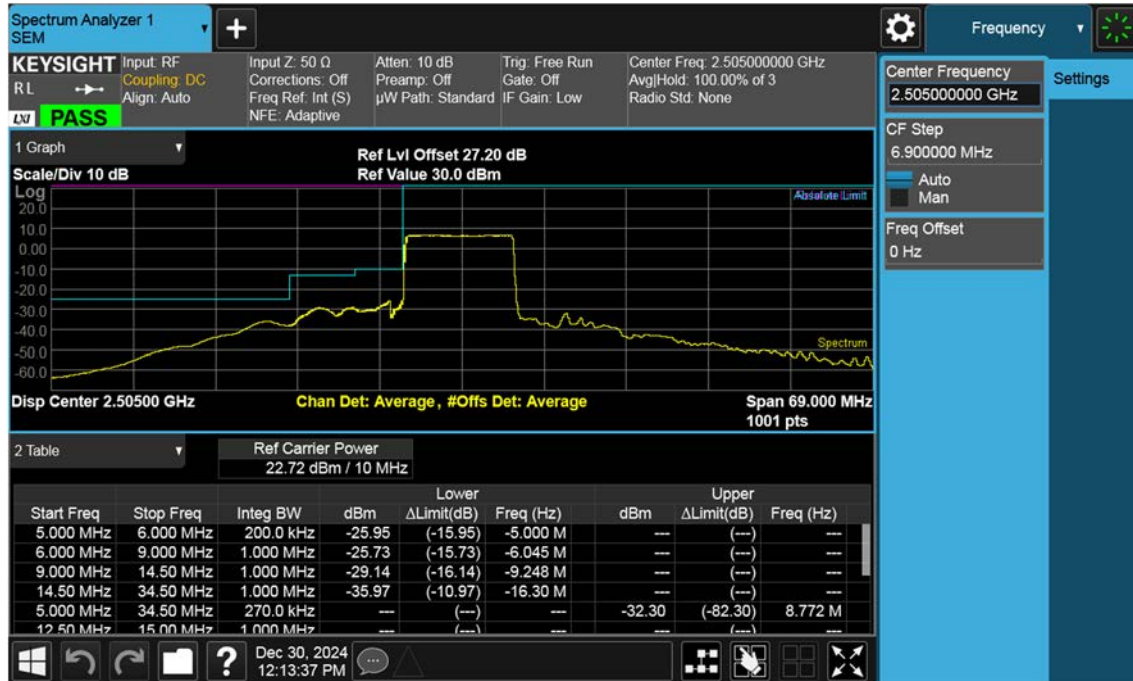 Spectrum Analyzer 1
SEM
Frequency
KEYSIGHT
RL
LXI PASS
Input: RF
Coupling: DC
Align: Auto
Input Z: 50 Ω
Corrections: Off
Freq Ref: Int (S)
NFE: Adaptive
Atten: 10 dB
Preamp: Off
µW Path: Standard
Trig: Free Run
Gate: Off
IF Gain: Low
Center Freq: 2.505000000 GHz
Avg|Hold: 100.00% of 3
Radio Std: None
Center Frequency
2.505000000 GHz
Settings
CF Step
6.900000 MHz
Auto
Man
Freq Offset
0 Hz
1 Graph
Scale/Div 10 dB
Ref Lvl Offset 27.20 dB
Ref Value 30.0 dBm
Log
20.0
10.0
0.00
-10.0
-20.0
-30.0
-40.0
-50.0
-60.0
Spectrum
Disp Center 2.50500 GHz
Chan Det: Average, #Offs Det: Average
Span 69.000 MHz
1001 pts
2 Table
Ref Carrier Power
22.72 dBm / 10 MHz
Lower Upper
Start Freq Stop Freq Integ BW dBm ΔLimit(dB) Freq (Hz) dBm ΔLimit(dB) Freq (Hz)
5.000 MHz 6.000 MHz 200.0 kHz -25.95 (-15.95) -5.000 M --- (---) ---
6.000 MHz 9.000 MHz 1.000 MHz -25.73 (-15.73) -6.045 M --- (---) ---
9.000 MHz 14.50 MHz 1.000 MHz -29.14 (-16.14) -9.248 M --- (---) ---
14.50 MHz 34.50 MHz 1.000 MHz -35.97 (-10.97) -16.30 M --- (---) ---
5.000 MHz 34.50 MHz 270.0 kHz --- (---) --- -32.30 (-82.30) 8.772 M
12.50 MHz 15.00 MHz 1.000 MHz --- (---) --- --- (---) ---
Dec 30, 2024
12:13:37 PM